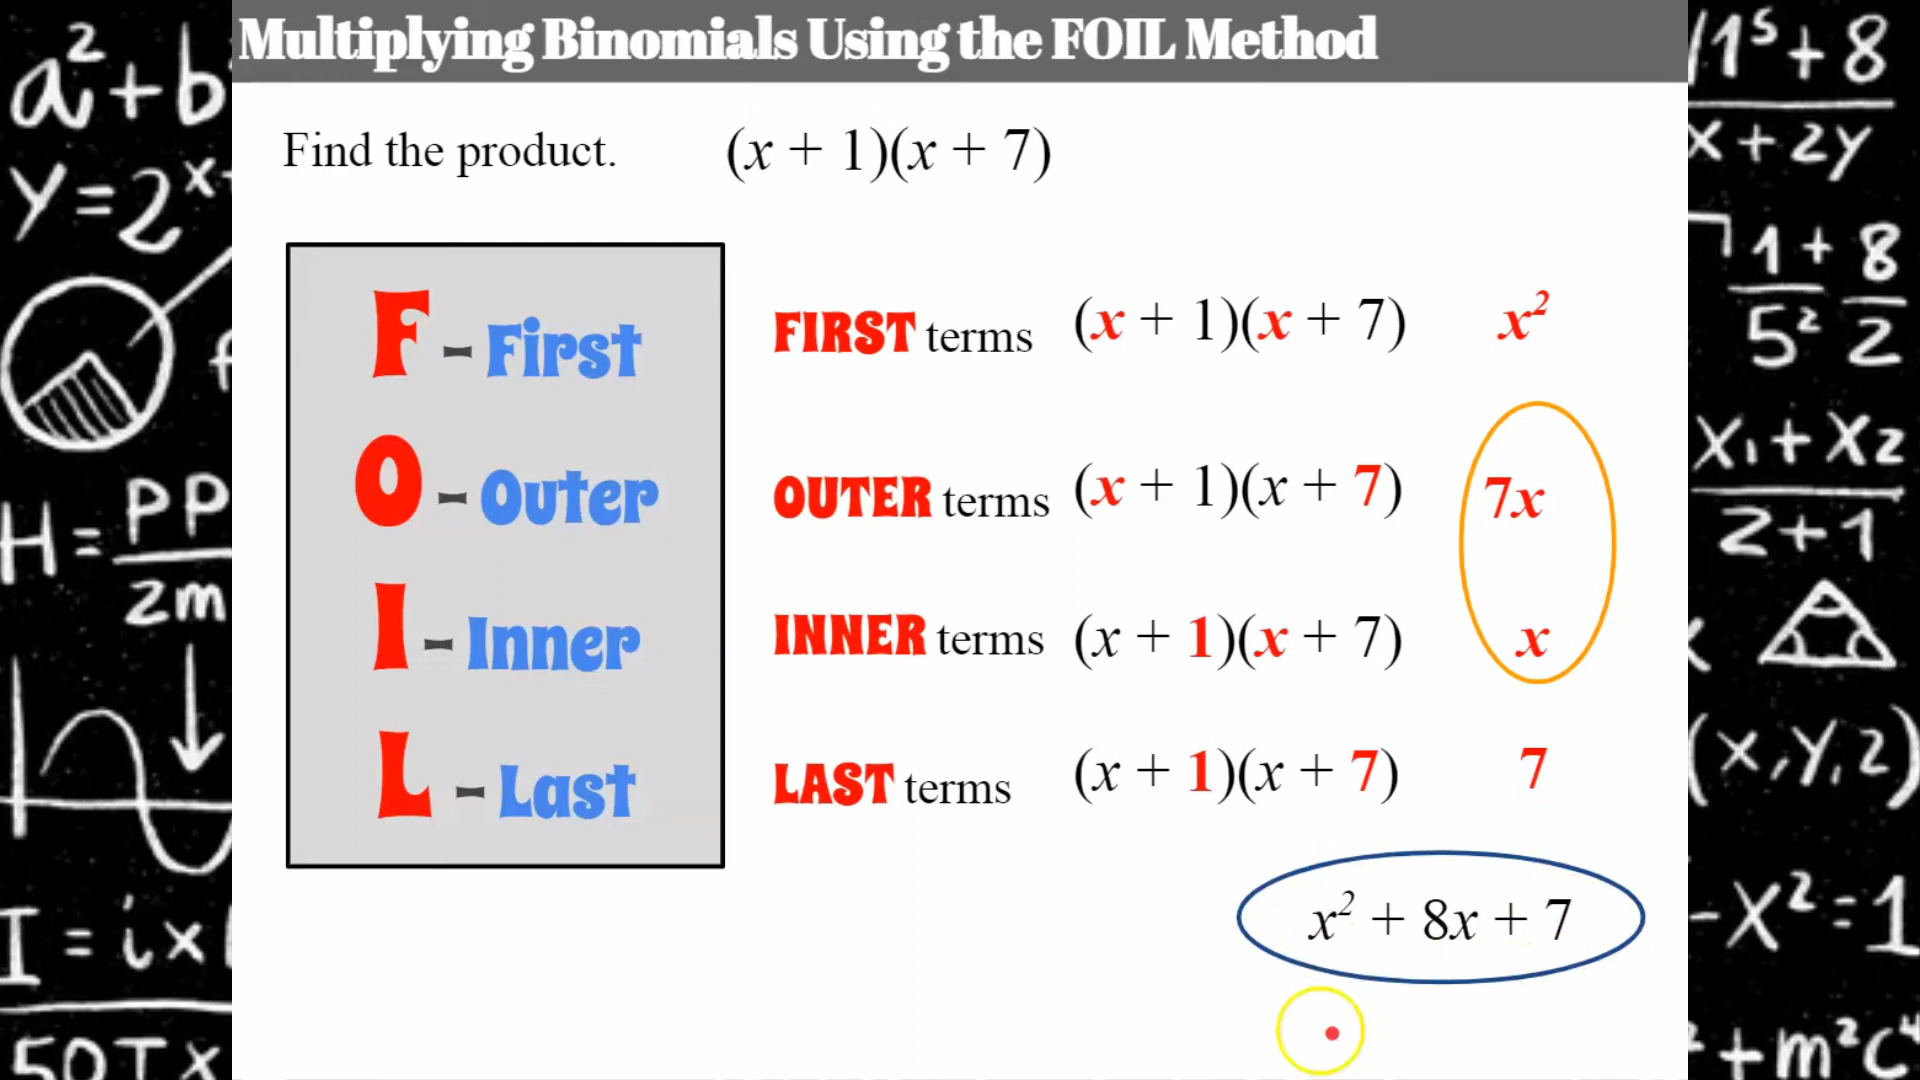 Multiplying Binomials Using the FOIL Method
Find the product. (x + 1)(x + 7)
F - First
O - Outer
I - Inner
L - Last
FIRST terms (x + 1)(x + 7) x²
OUTER terms (x + 1)(x + 7) 7x
INNER terms (x + 1)(x + 7) x
LAST terms (x + 1)(x + 7) 7
x² + 8x + 7
a² + b
y = 2ˣ
H = PP
2m
I = ix
50Tx
1⁵ + 8
x + 2y
1 + 8
5² 2
X₁ + X₂
2 + 1
(x, y, 2)
-x² = 1
+ m²c⁴